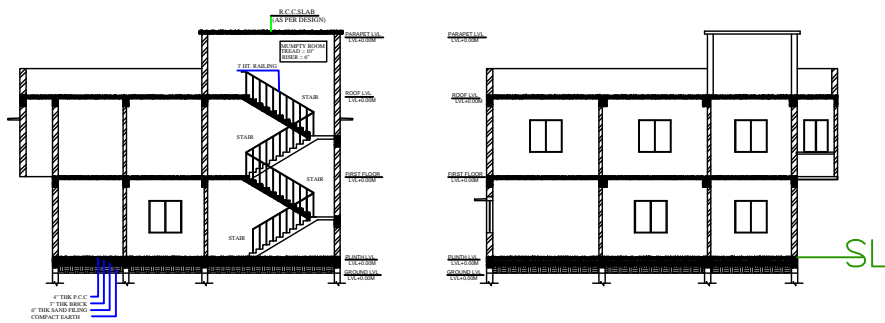 R.C.C.SLAB
(AS PER DESIGN)
PARAPET LVL
LVL+0.00M
MUMPTY ROOM
TREAD :: 10"
RISER :: 6"
3' HT. RAILING
STAIR
ROOF LVL
LVL+0.00M
STAIR
STAIR
FIRST FLOOR
LVL+0.00M
STAIR
PLINTH LVL
LVL+0.00M
GROUND LVL
LVL+0.00M
4" THK P.C.C
3" THK BRICK
6" THK SAND FILING
COMPACT EARTH
PARAPET LVL
LVL+0.00M
ROOF LVL
LVL+0.00M
FIRST FLOOR
LVL+0.00M
PLINTH LVL
LVL+0.00M
GROUND LVL
LVL+0.00M
SL